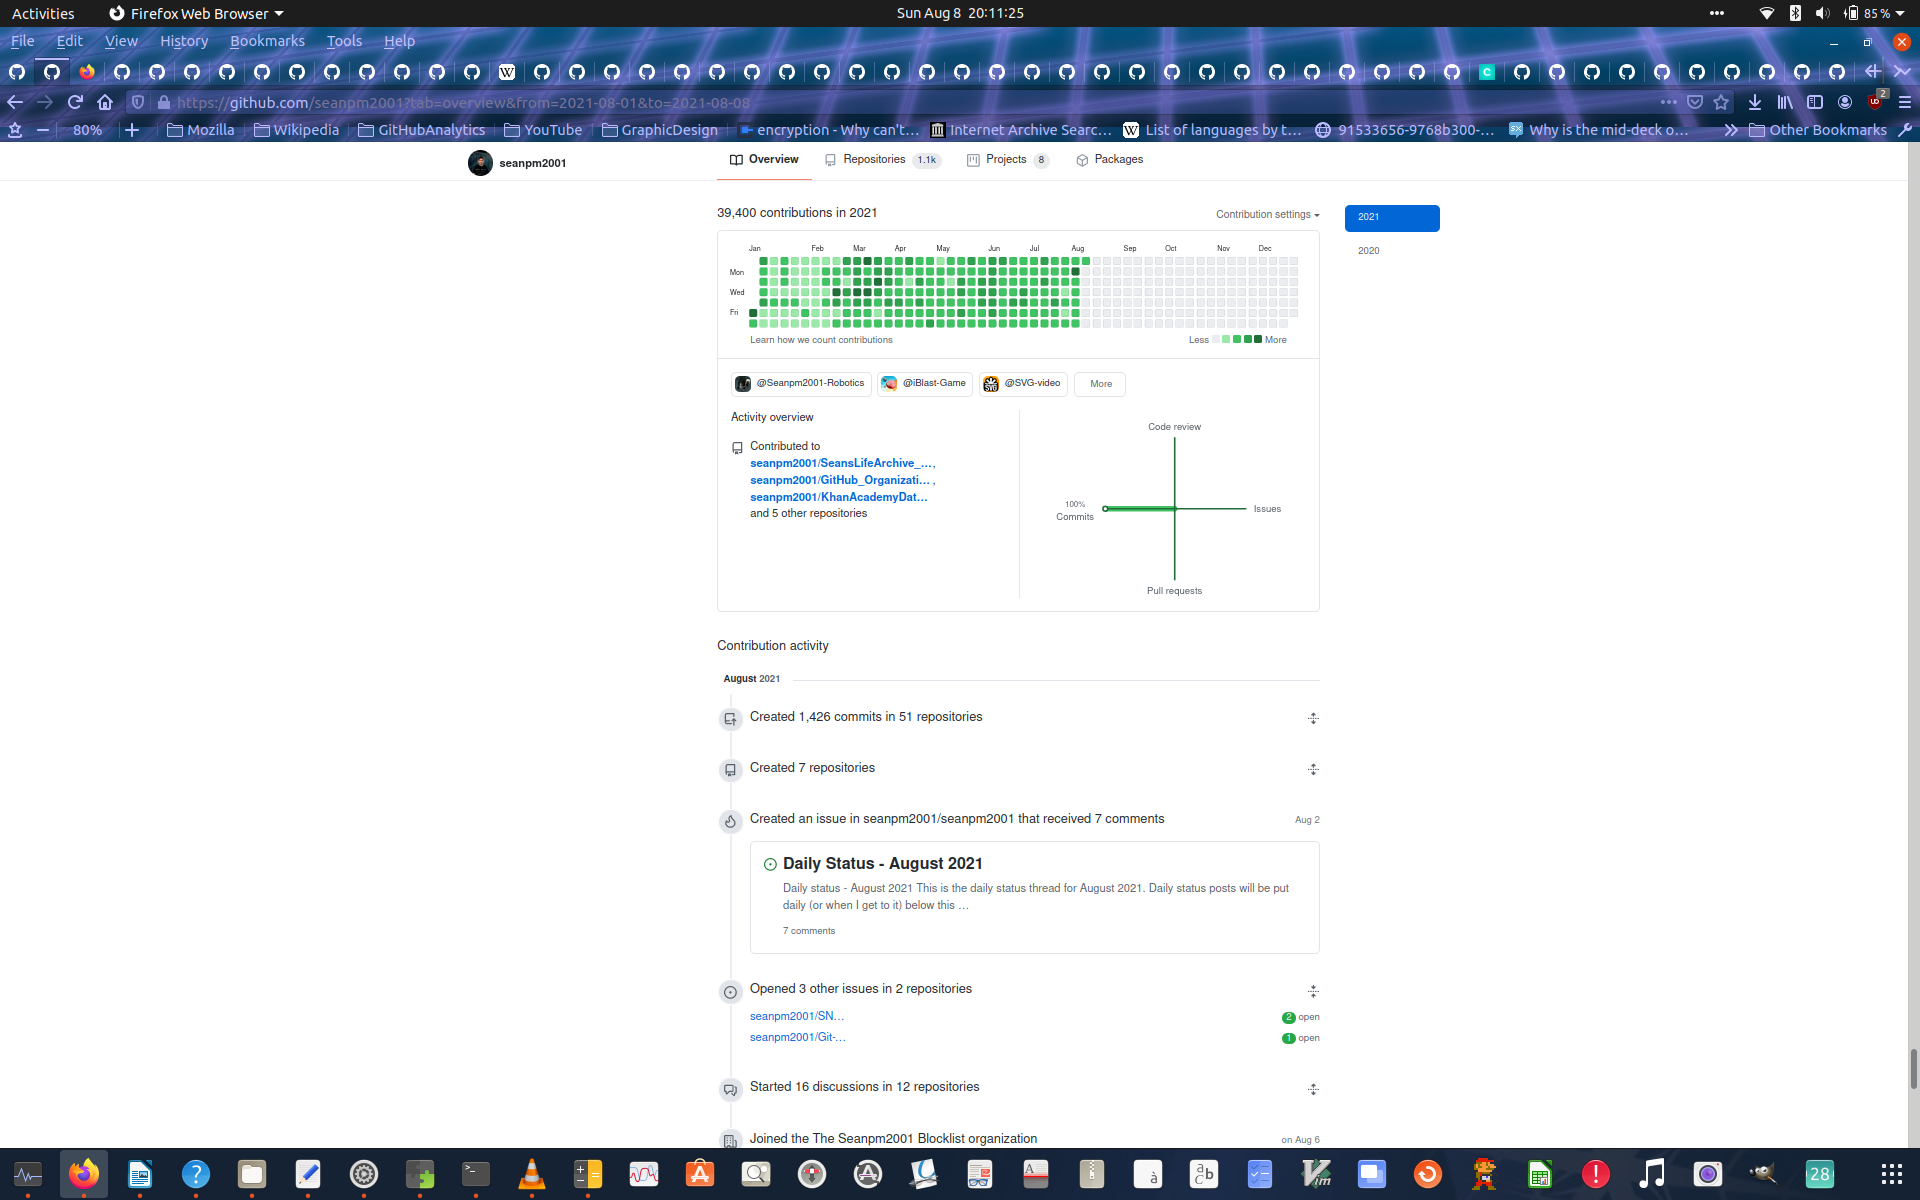 Activities Firefox Web Browser Sun Aug 8 20:11:25 85 %
File Edit View History Bookmarks Tools Help
https://github.com/seanpm2001?tab=overview&from=2021-08-01&to=2021-08-08 2
80% Mozilla Wikipedia GitHubAnalytics YouTube GraphicDesign encryption - Why can't... Internet Archive Searc... List of languages by t... 91533656-9768b300-... Why is the mid-deck o... Other Bookmarks
seanpm2001 Overview Repositories 1.1k Projects 8 Packages
39,400 contributions in 2021 Contribution settings 2021
2020
Jan Feb Mar Apr May Jun Jul Aug Sep Oct Nov Dec
Mon
Wed
Fri
Learn how we count contributions Less More
@Seanpm2001-Robotics @iBlast-Game @SVG-video More
Activity overview
Contributed to
seanpm2001/SeansLifeArchive_...,
seanpm2001/GitHub_Organizati... ,
seanpm2001/KhanAcademyDat...
and 5 other repositories
Code review
100%
Commits
Issues
Pull requests
Contribution activity
August 2021
Created 1,426 commits in 51 repositories
Created 7 repositories
Created an issue in seanpm2001/seanpm2001 that received 7 comments Aug 2
Daily Status - August 2021
Daily status - August 2021 This is the daily status thread for August 2021. Daily status posts will be put
daily (or when I get to it) below this …
7 comments
Opened 3 other issues in 2 repositories
seanpm2001/SN... 2 open
seanpm2001/Git-... 1 open
Started 16 discussions in 12 repositories
Joined the The Seanpm2001 Blocklist organization on Aug 6
28